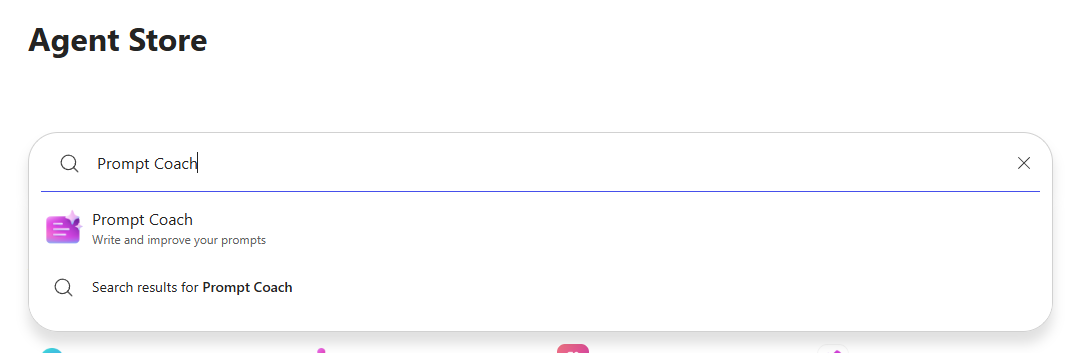 Agent Store
Prompt Coach
Prompt Coach
Write and improve your prompts
Search results for Prompt Coach